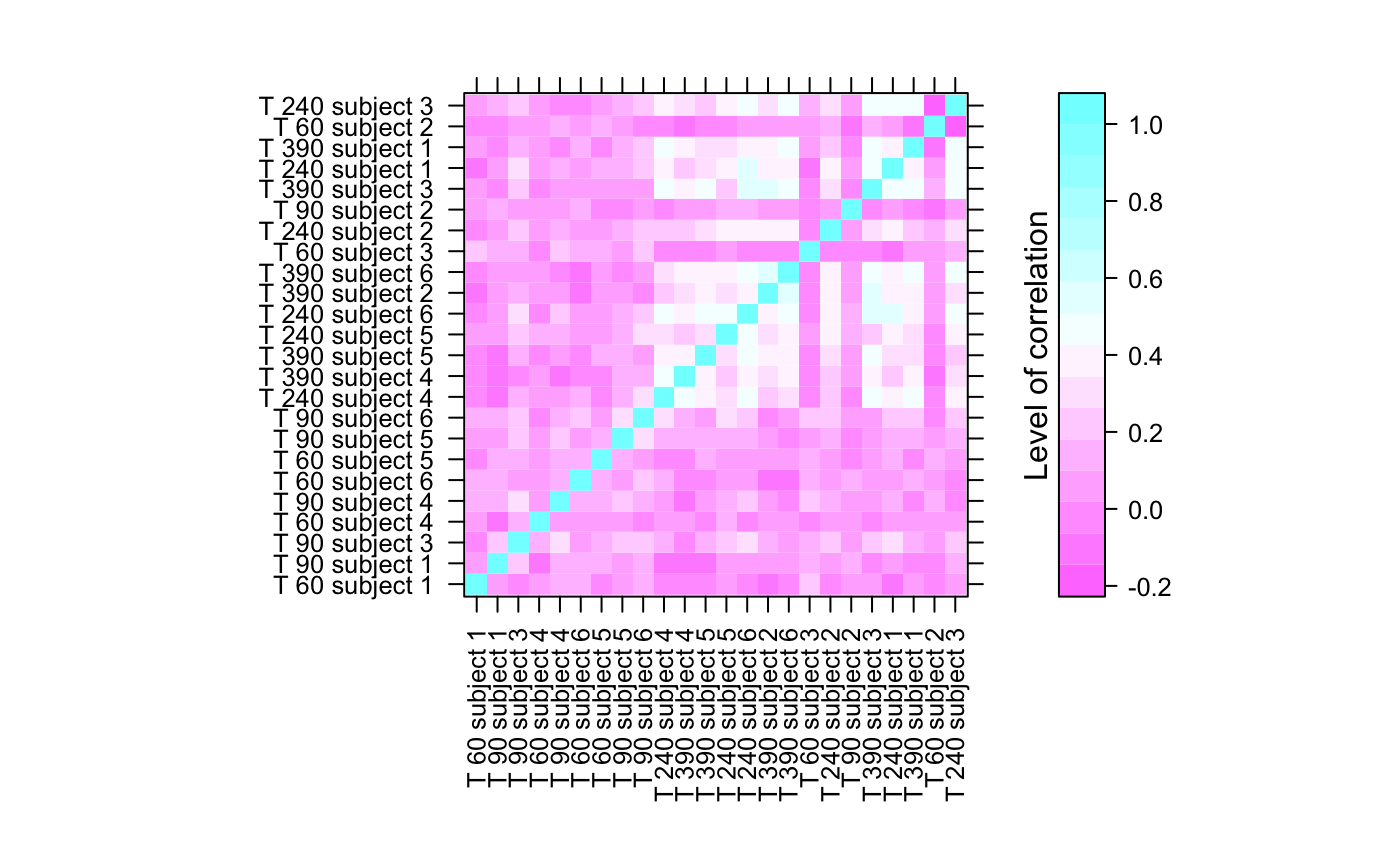 T 240 subject 3
T 60 subject 2
T 390 subject 1
T 240 subject 1
T 390 subject 3
T 90 subject 2
T 240 subject 2
T 60 subject 3
T 390 subject 6
T 390 subject 2
T 240 subject 6
T 240 subject 5
T 390 subject 5
T 390 subject 4
T 240 subject 4
T 90 subject 6
T 90 subject 5
T 60 subject 5
T 60 subject 6
T 90 subject 4
T 60 subject 4
T 90 subject 3
T 90 subject 1
T 60 subject 1
T 60 subject 1
T 90 subject 1
T 90 subject 3
T 60 subject 4
T 90 subject 4
T 60 subject 6
T 60 subject 5
T 90 subject 5
T 90 subject 6
T 240 subject 4
T 390 subject 4
T 390 subject 5
T 240 subject 5
T 240 subject 6
T 390 subject 2
T 390 subject 6
T 60 subject 3
T 240 subject 2
T 90 subject 2
T 390 subject 3
T 240 subject 1
T 390 subject 1
T 60 subject 2
T 240 subject 3
Level of correlation
1.0
0.8
0.6
0.4
0.2
0.0
-0.2